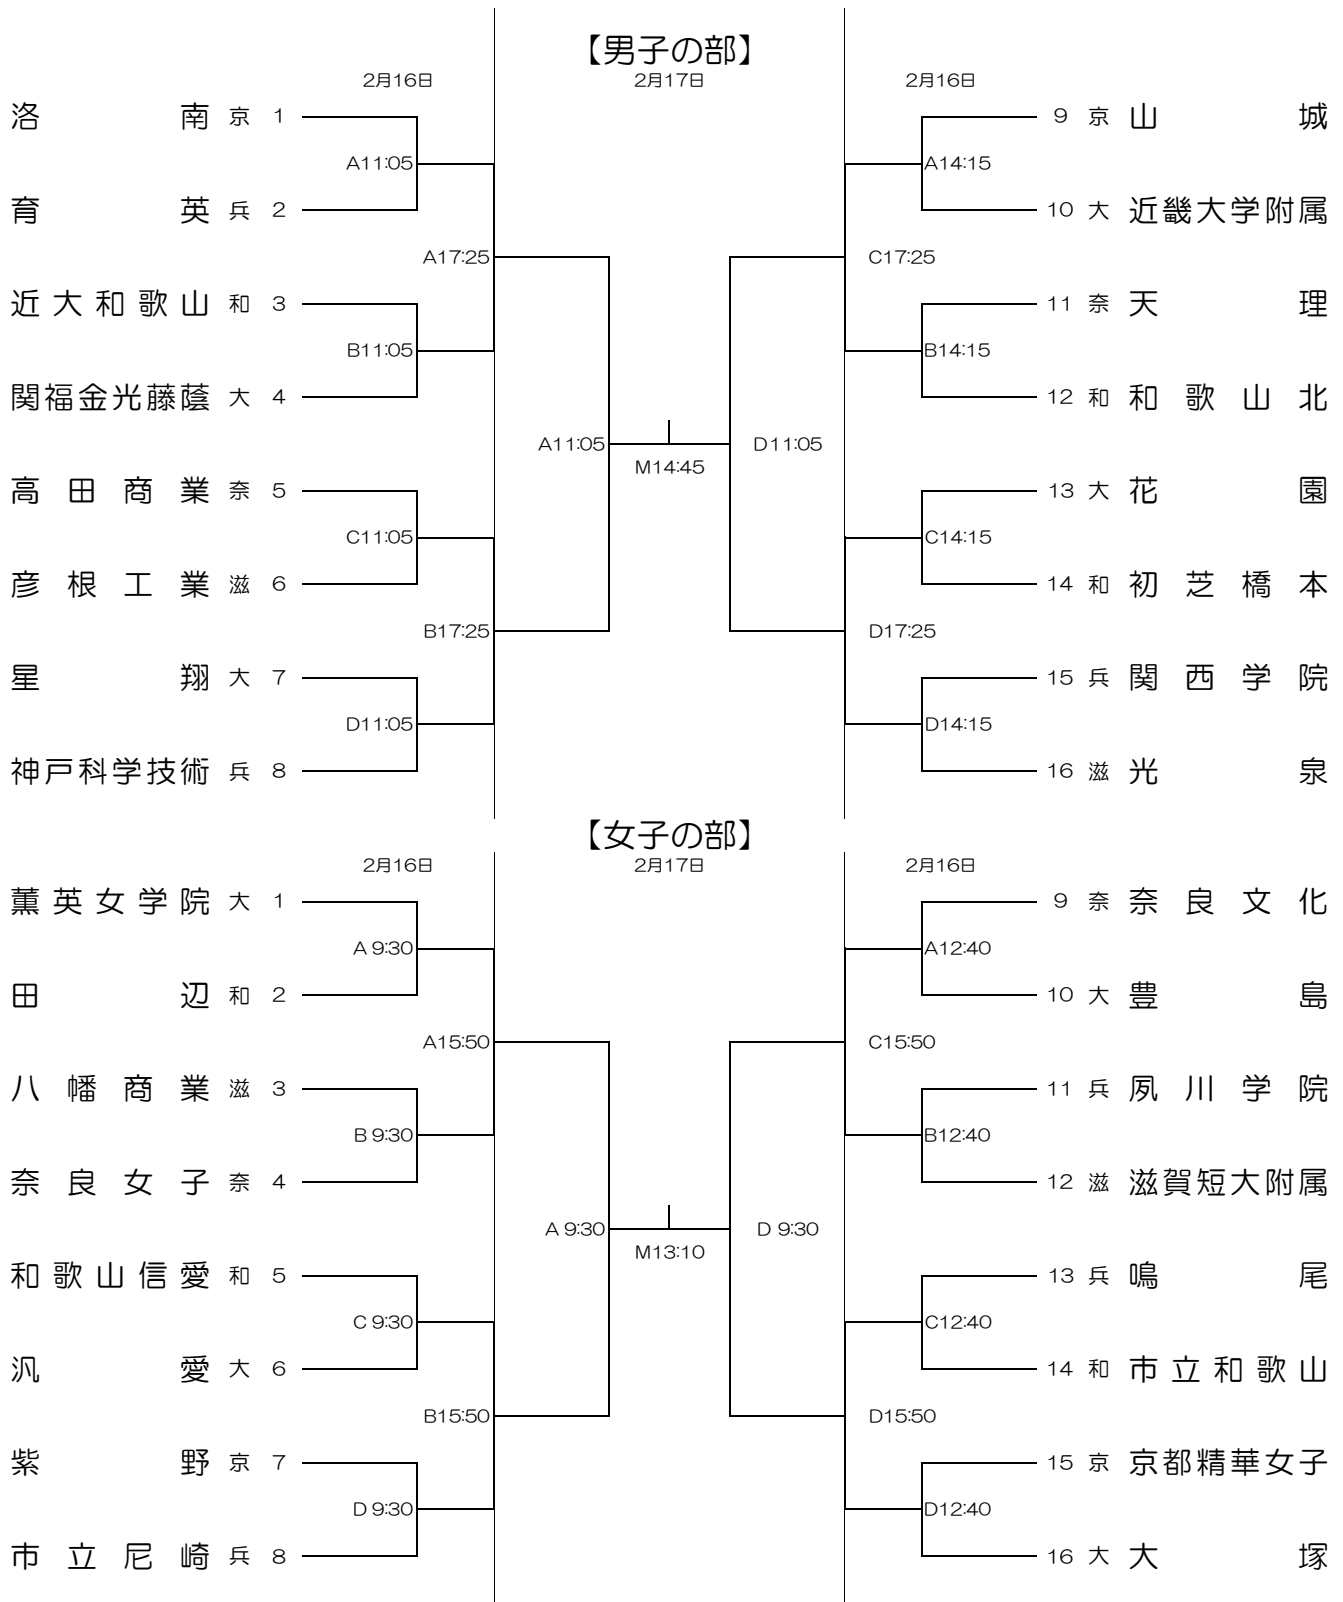 【男子の部】
2月16日 2月17日 2月16日
洛南 京 1 9 京 山城
A11:05 A14:15
育英 兵 2 10 大 近畿大学附属
A17:25 C17:25
近大和歌山 和 3 11 奈 天理
B11:05 B14:15
関福金光藤蔭 大 4 12 和 和歌山北
A11:05 D11:05
M14:45
高田商業 奈 5 13 大 花園
C11:05 C14:15
彦根工業 滋 6 14 和 初芝橋本
B17:25 D17:25
星翔 大 7 15 兵 関西学院
D11:05 D14:15
神戸科学技術 兵 8 16 滋 光泉
【女子の部】
2月16日 2月17日 2月16日
薫英女学院 大 1 9 奈 奈良文化
A 9:30 A12:40
田辺 和 2 10 大 豊島
A15:50 C15:50
八幡商業 滋 3 11 兵 夙川学院
B 9:30 B12:40
奈良女子 奈 4 12 滋 滋賀短大附属
A 9:30 D 9:30
M13:10
和歌山信愛 和 5 13 兵 鳴尾
C 9:30 C12:40
汎愛 大 6 14 和 市立和歌山
B15:50 D15:50
紫野 京 7 15 京 京都精華女子
D 9:30 D12:40
市立尼崎 兵 8 16 大 大塚